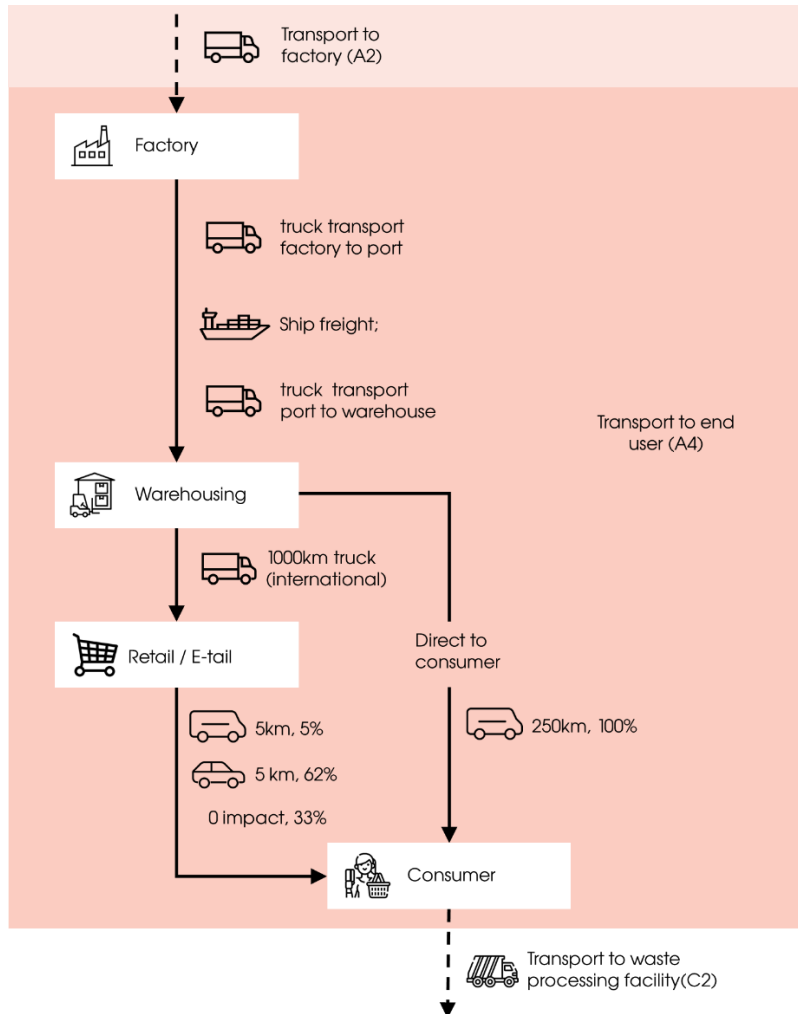 Transport to
factory (A2)
Factory
truck transport
factory to port
Ship freight;
truck transport
port to warehouse
Transport to end
user (A4)
Warehousing
1000km truck
(international)
Retail / E-tail
Direct to
consumer
5km, 5%
250km, 100%
5 km, 62%
0 impact, 33%
Consumer
Transport to waste
processing facility(C2)